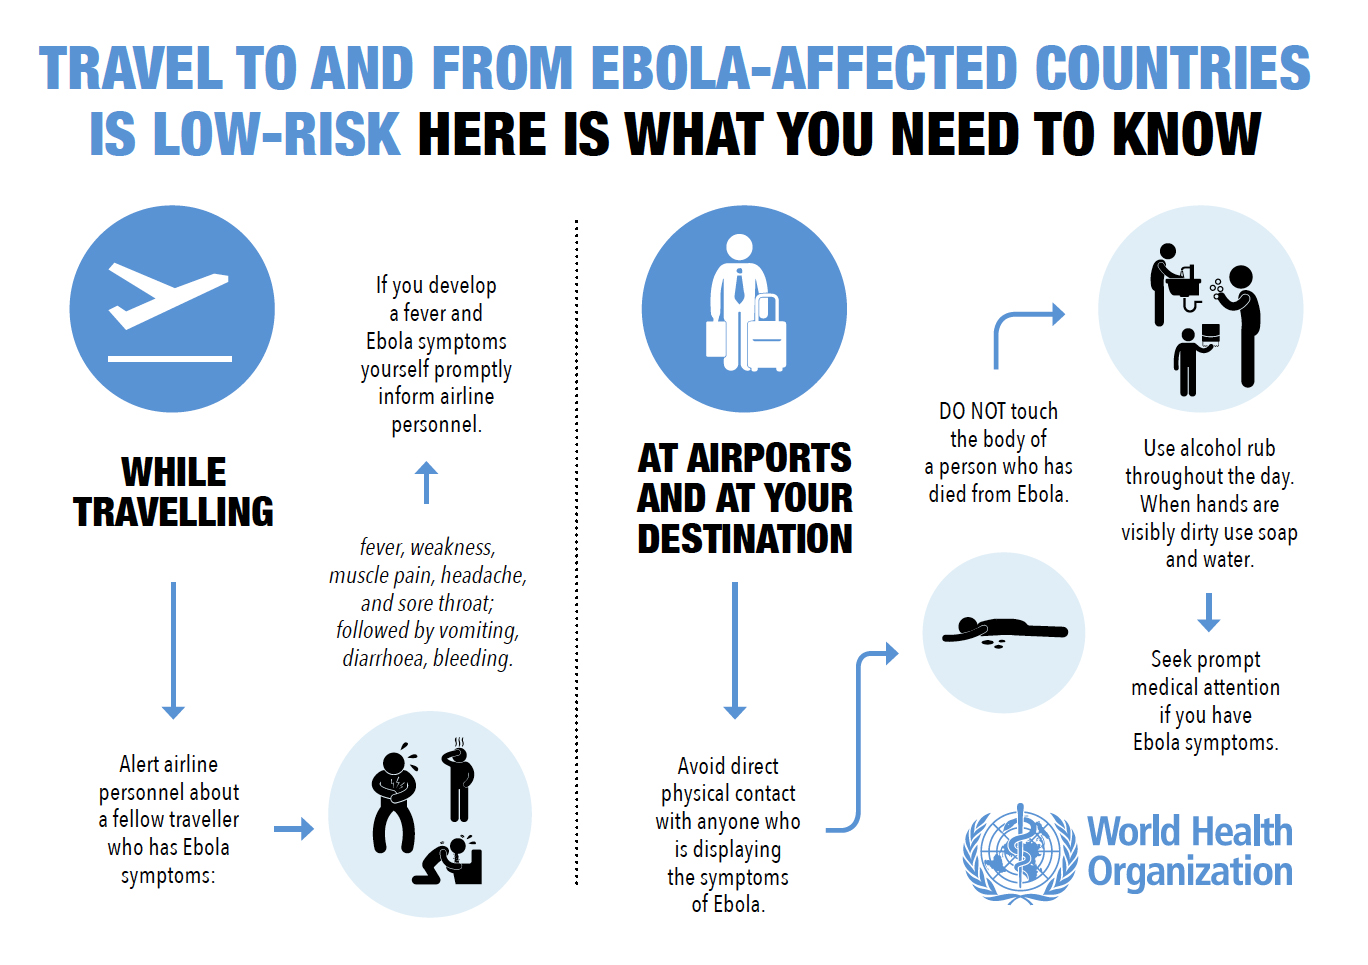 TRAVEL TO AND FROM EBOLA-AFFECTED COUNTRIES
IS LOW-RISK HERE IS WHAT YOU NEED TO KNOW
WHILE
TRAVELLING
Alert airline
personnel about
a fellow traveller
who has Ebola
symptoms:
fever, weakness,
muscle pain, headache,
and sore throat;
followed by vomiting,
diarrhoea, bleeding.
If you develop
a fever and
Ebola symptoms
yourself promptly
inform airline
personnel.
AT AIRPORTS
AND AT YOUR
DESTINATION
Avoid direct
physical contact
with anyone who
is displaying
the symptoms
of Ebola.
DO NOT touch
the body of
a person who has
died from Ebola.
Use alcohol rub
throughout the day.
When hands are
visibly dirty use soap
and water.
Seek prompt
medical attention
if you have
Ebola symptoms.
World Health
Organization